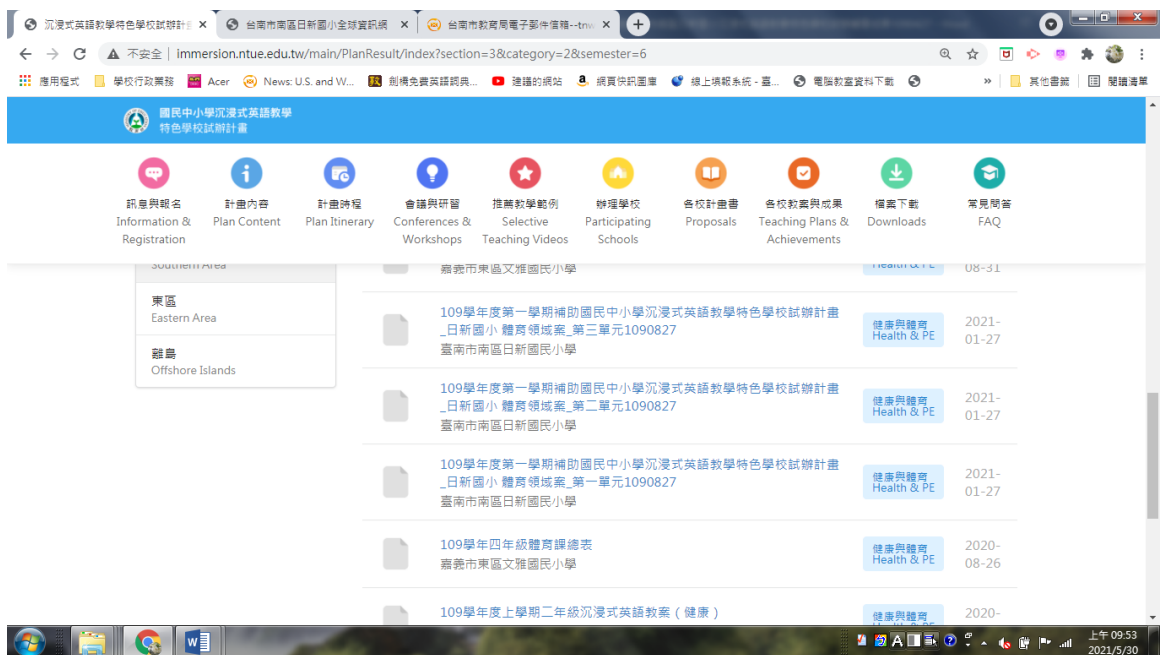 沉浸式英語教學特色學校試辦計
台南市南區日新國小全球資訊網
台南市教育局電子郵件信箱--tnw
不安全 | immersion.ntue.edu.tw/main/PlanResult/index?section=3&category=2&semester=6
應用程式 學校行政業務 Acer News: U.S. and W... 劍橋免費英語詞典... 建議的網站 網頁快訊圖庫 線上填報系統 - 臺... 電腦教室資料下載 » 其他書籤 閱讀清單
國民中小學沉浸式英語教學
特色學校試辦計畫
訊息與報名
Information &
Registration
計畫內容
Plan Content
計畫時程
Plan Itinerary
會議與研習
Conferences &
Workshops
推薦教學範例
Selective
Teaching Videos
辦理學校
Participating
Schools
各校計畫書
Proposals
各校教案與成果
Teaching Plans &
Achievements
檔案下載
Downloads
常見問答
FAQ
Southern Area
東區
Eastern Area
離島
Offshore Islands
嘉義市東區文雅國民小學
Health & PE
08-31
109學年度第一學期補助國民中小學沉浸式英語教學特色學校試辦計畫
_日新國小 體育領域案_第三單元1090827
臺南市南區日新國民小學
健康與體育
Health & PE
2021-
01-27
109學年度第一學期補助國民中小學沉浸式英語教學特色學校試辦計畫
_日新國小 體育領域案_第二單元1090827
臺南市南區日新國民小學
健康與體育
Health & PE
2021-
01-27
109學年度第一學期補助國民中小學沉浸式英語教學特色學校試辦計畫
_日新國小 體育領域案_第一單元1090827
臺南市南區日新國民小學
健康與體育
Health & PE
2021-
01-27
109學年四年級體育課總表
嘉義市東區文雅國民小學
健康與體育
Health & PE
2020-
08-26
109學年度上學期二年級沉浸式英語教案（健康）
健康與體育
2020-
上午 09:53
2021/5/30